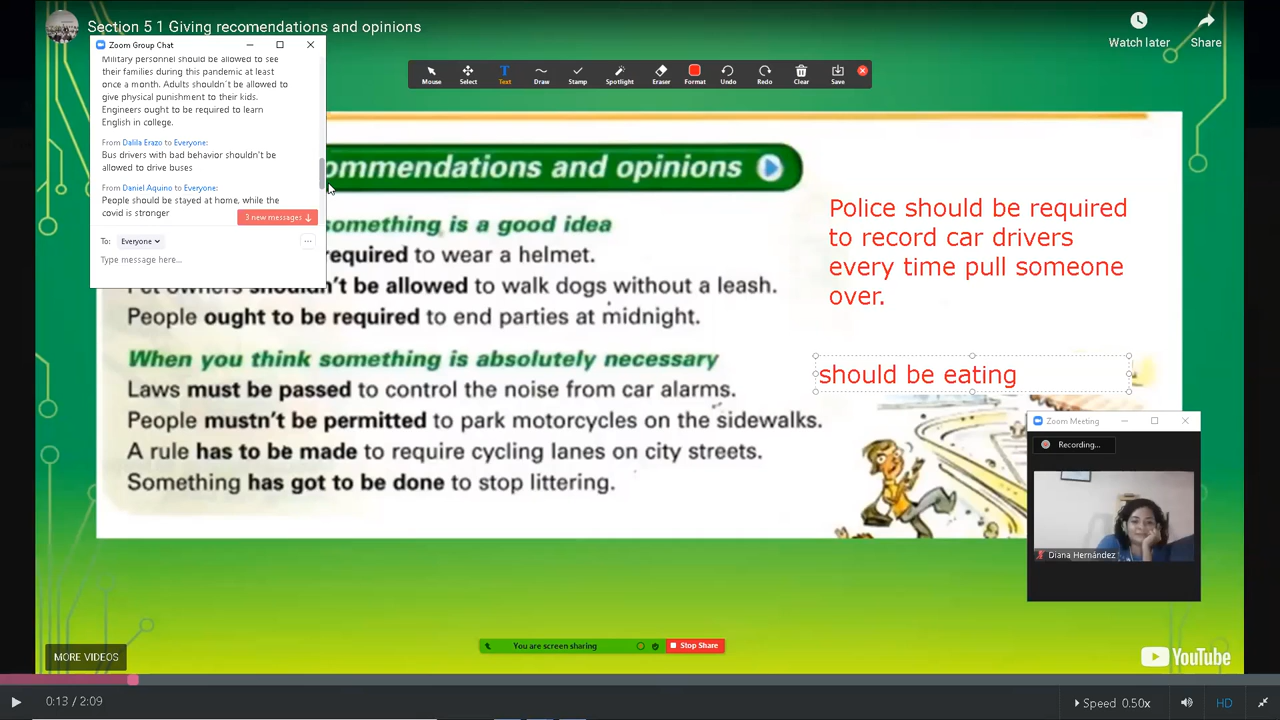 Section 5 1 Giving recomendations and opinions
Watch later
Share
Zoom Group Chat
Military personnel should be allowed to see
their families during this pandemic at least
once a month. Adults shouldn´t be allowed to
give physical punishment to their kids.
Engineers ought to be required to learn
English in college.
From Dalila Erazo to Everyone:
Bus drivers with bad behavior shouldn't be
allowed to drive buses
From Daniel Aquino to Everyone:
People should be stayed at home, while the
covid is stronger
3 new messages
To: Everyone
Type message here...
Mouse
Select
Text
Draw
Stamp
Spotlight
Eraser
Format
Undo
Redo
Clear
Save
ommendations and opinions
something is a good idea
required to wear a helmet.
owners shouldn't be allowed to walk dogs without a leash.
People ought to be required to end parties at midnight.
When you think something is absolutely necessary
Laws must be passed to control the noise from car alarms.
People mustn't be permitted to park motorcycles on the sidewalks.
A rule has to be made to require cycling lanes on city streets.
Something has got to be done to stop littering.
Police should be required
to record car drivers
every time pull someone
over.
should be eating
Zoom Meeting
Recording...
Diana Hernández
You are screen sharing
Stop Share
MORE VIDEOS
YouTube
0:13 / 2:09
Speed 0.50x
HD